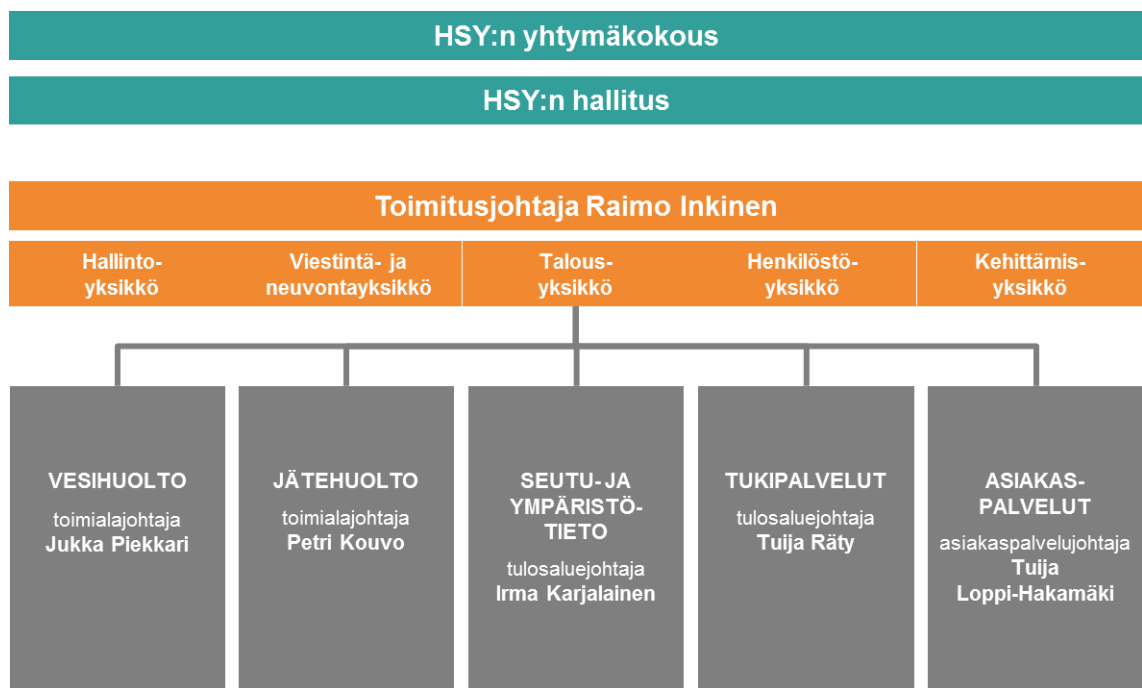 HSY:n yhtymäkokous
HSY:n hallitus
Toimitusjohtaja Raimo Inkinen
Hallinto-
yksikkö
Viestintä- ja
neuvontayksikkö
Talous-
yksikkö
Henkilöstö-
yksikkö
Kehittämis-
yksikkö
VESIHUOLTO
toimialajohtaja
Jukka Piekkari
JÄTEHUOLTO
toimialajohtaja
Petri Kouvo
SEUTU- JA
YMPÄRISTÖ-
TIETO
tulosaluejohtaja
Irma Karjalainen
TUKIPALVELUT
tulosaluejohtaja
Tuija Räty
ASIAKAS-
PALVELUT
asiakaspalvelujohtaja
Tuija
Loppi-Hakamäki